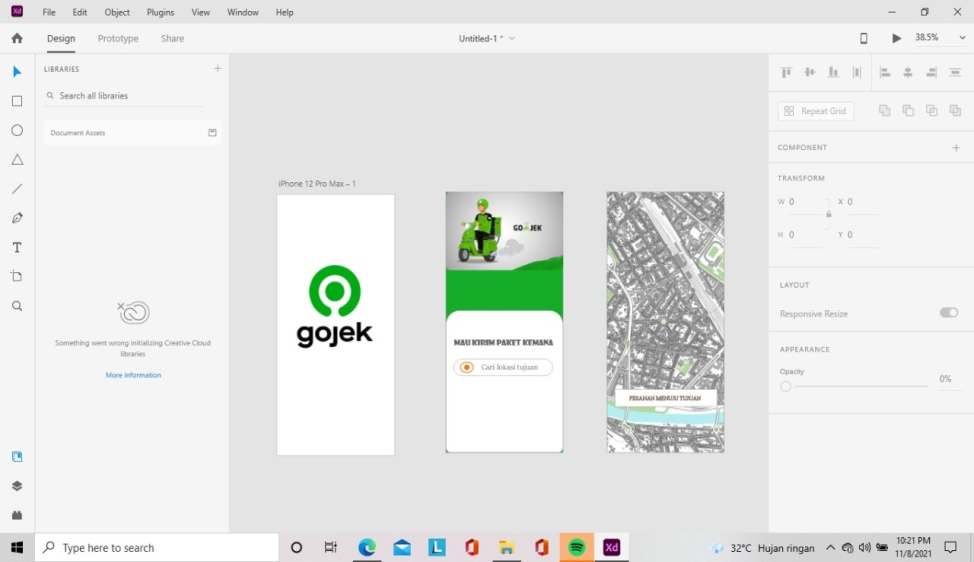 Xd File Edit Object Plugins View Window Help
Design Prototype Share
Untitled-1 *
38.5%
LIBRARIES
Search all libraries
Document Assets
Something went wrong initializing Creative Cloud
libraries
More information
iPhone 12 Pro Max – 1
gojek
GOJEK
MAU KIRIM PAKET KEMANA
Cari lokasi tujuan
PESANAN MENUJU TUJUAN
Repeat Grid
COMPONENT
TRANSFORM
W 0 X 0
H 0 Y 0
LAYOUT
Responsive Resize
APPEARANCE
Opacity
0%
Type here to search
L
Xd
32°C Hujan ringan
10:21 PM
11/8/2021